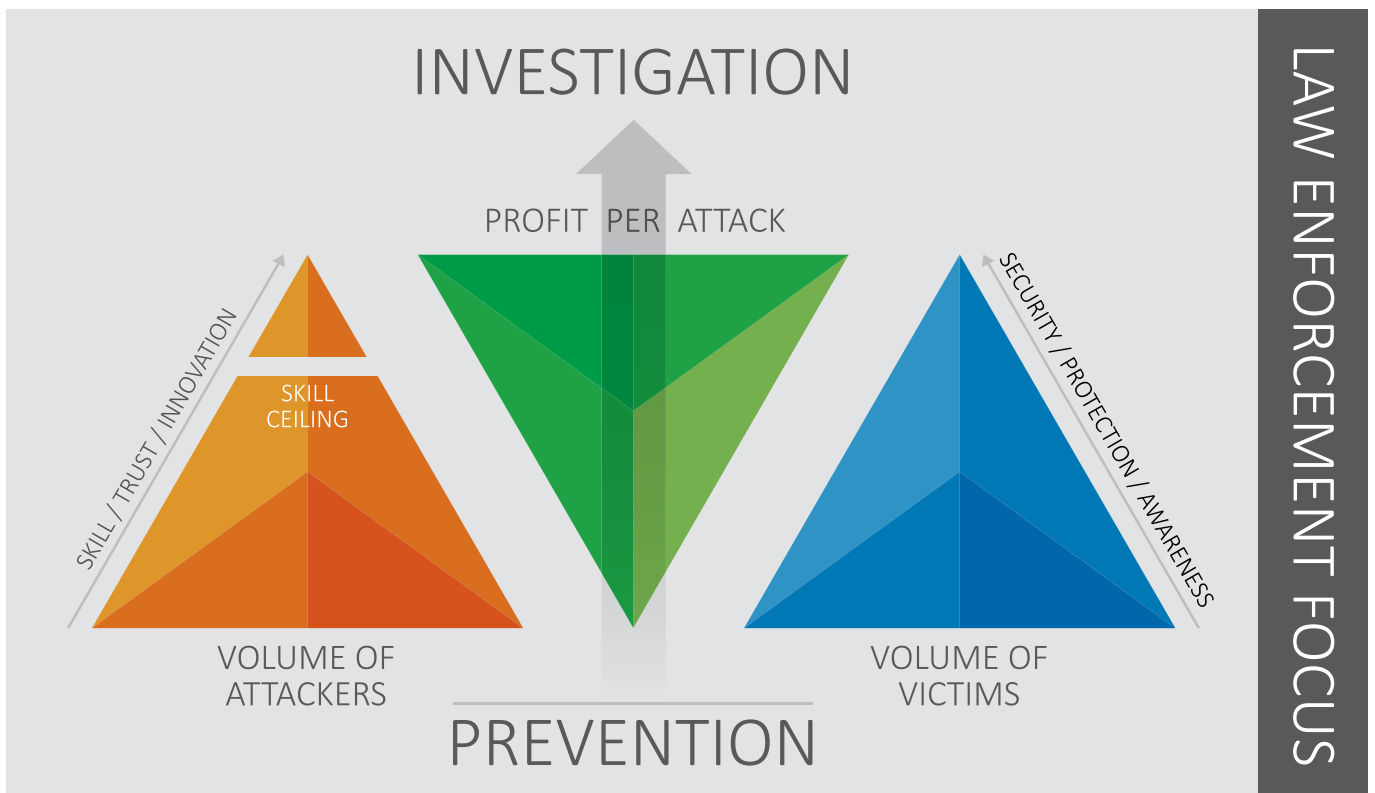 INVESTIGATION
PROFIT PER ATTACK
SKILL / TRUST / INNOVATION
SKILL
CEILING
SECURITY / PROTECTION / AWARENESS
VOLUME OF
ATTACKERS
VOLUME OF
VICTIMS
PREVENTION
LAW ENFORCEMENT FOCUS